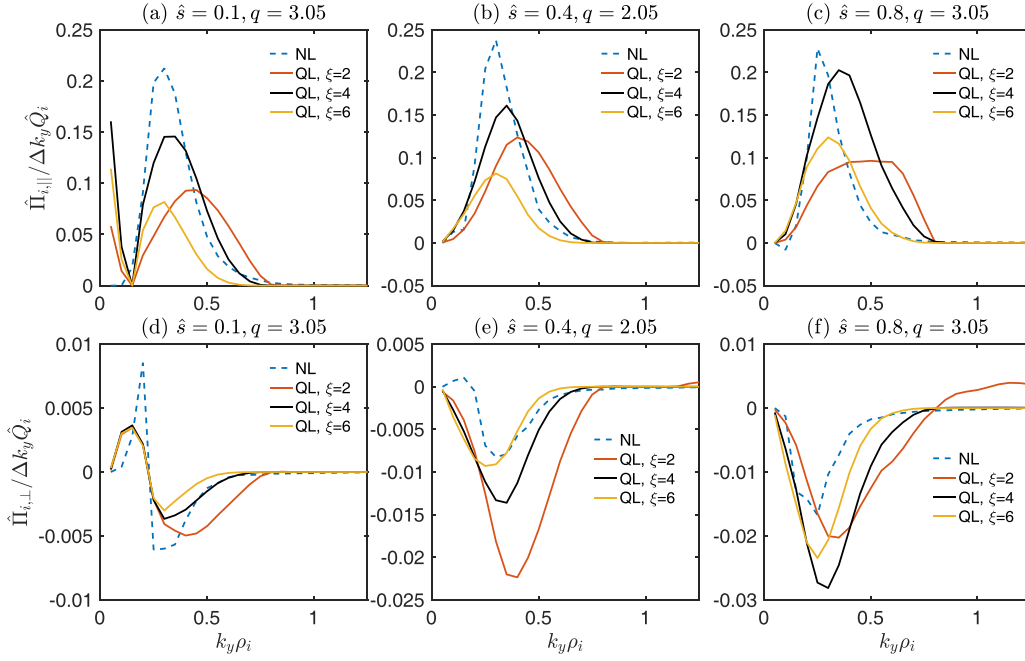 (a) ŝ = 0.1, q = 3.05
(b) ŝ = 0.4, q = 2.05
(c) ŝ = 0.8, q = 3.05
Π̂i,||/ΔkyQ̂i
0.25
0.2
0.15
0.1
0.05
0
0 0.5 1
NL
QL, ξ=2
QL, ξ=4
QL, ξ=6
0.25
0.2
0.15
0.1
0.05
0
-0.05
0 0.5 1
NL
QL, ξ=2
QL, ξ=4
QL, ξ=6
0.25
0.2
0.15
0.1
0.05
0
-0.05
0 0.5 1
NL
QL, ξ=2
QL, ξ=4
QL, ξ=6
(d) ŝ = 0.1, q = 3.05
(e) ŝ = 0.4, q = 2.05
(f) ŝ = 0.8, q = 3.05
Π̂i,⊥/ΔkyQ̂i
0.01
0.005
0
-0.005
-0.01
0 0.5 1
kyρi
NL
QL, ξ=2
QL, ξ=4
QL, ξ=6
0.005
0
-0.005
-0.01
-0.015
-0.02
-0.025
0 0.5 1
kyρi
NL
QL, ξ=2
QL, ξ=4
QL, ξ=6
0.01
0
-0.01
-0.02
-0.03
0 0.5 1
kyρi
NL
QL, ξ=2
QL, ξ=4
QL, ξ=6